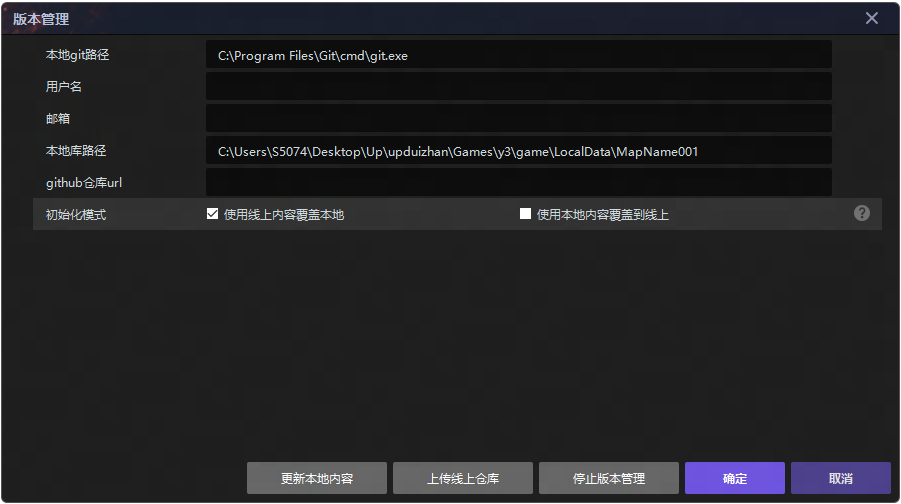 版本管理
本地git路径 C:\Program Files\Git\cmd\git.exe
用户名
邮箱
本地库路径 C:\Users\S5074\Desktop\Up\upduizhan\Games\y3\game\LocalData\MapName001
github仓库url
初始化模式 使用线上内容覆盖本地 使用本地内容覆盖到线上 ?
更新本地内容 上传线上仓库 停止版本管理 确定 取消